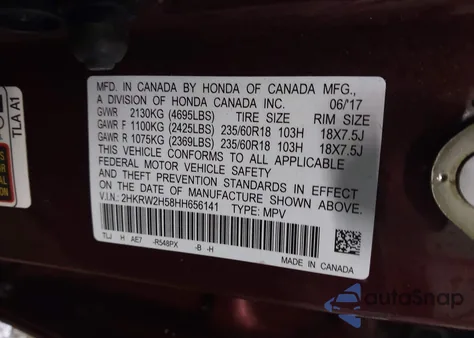 MFD. IN CANADA BY HONDA OF CANADA MFG.,
A DIVISION OF HONDA CANADA INC. 06/'17
GVWR 2130KG (4695LBS) TIRE SIZE RIM SIZE
GAWR F 1100KG (2425LBS) 235/60R18 103H 18X7.5J
GAWR R 1075KG (2369LBS) 235/60R18 103H 18X7.5J
THIS VEHICLE CONFORMS TO ALL APPLICABLE
FEDERAL MOTOR VEHICLE SAFETY
AND THEFT PREVENTION STANDARDS IN EFFECT
ON THE DATE OF MANUFACTURE SHOWN ABOVE.
V.I.N.: 2HKRW2H58HH656141 TYPE: MPV
TLJ H AE7 -R548PX -B -H
MADE IN CANADA
TLA A1
autoSnap